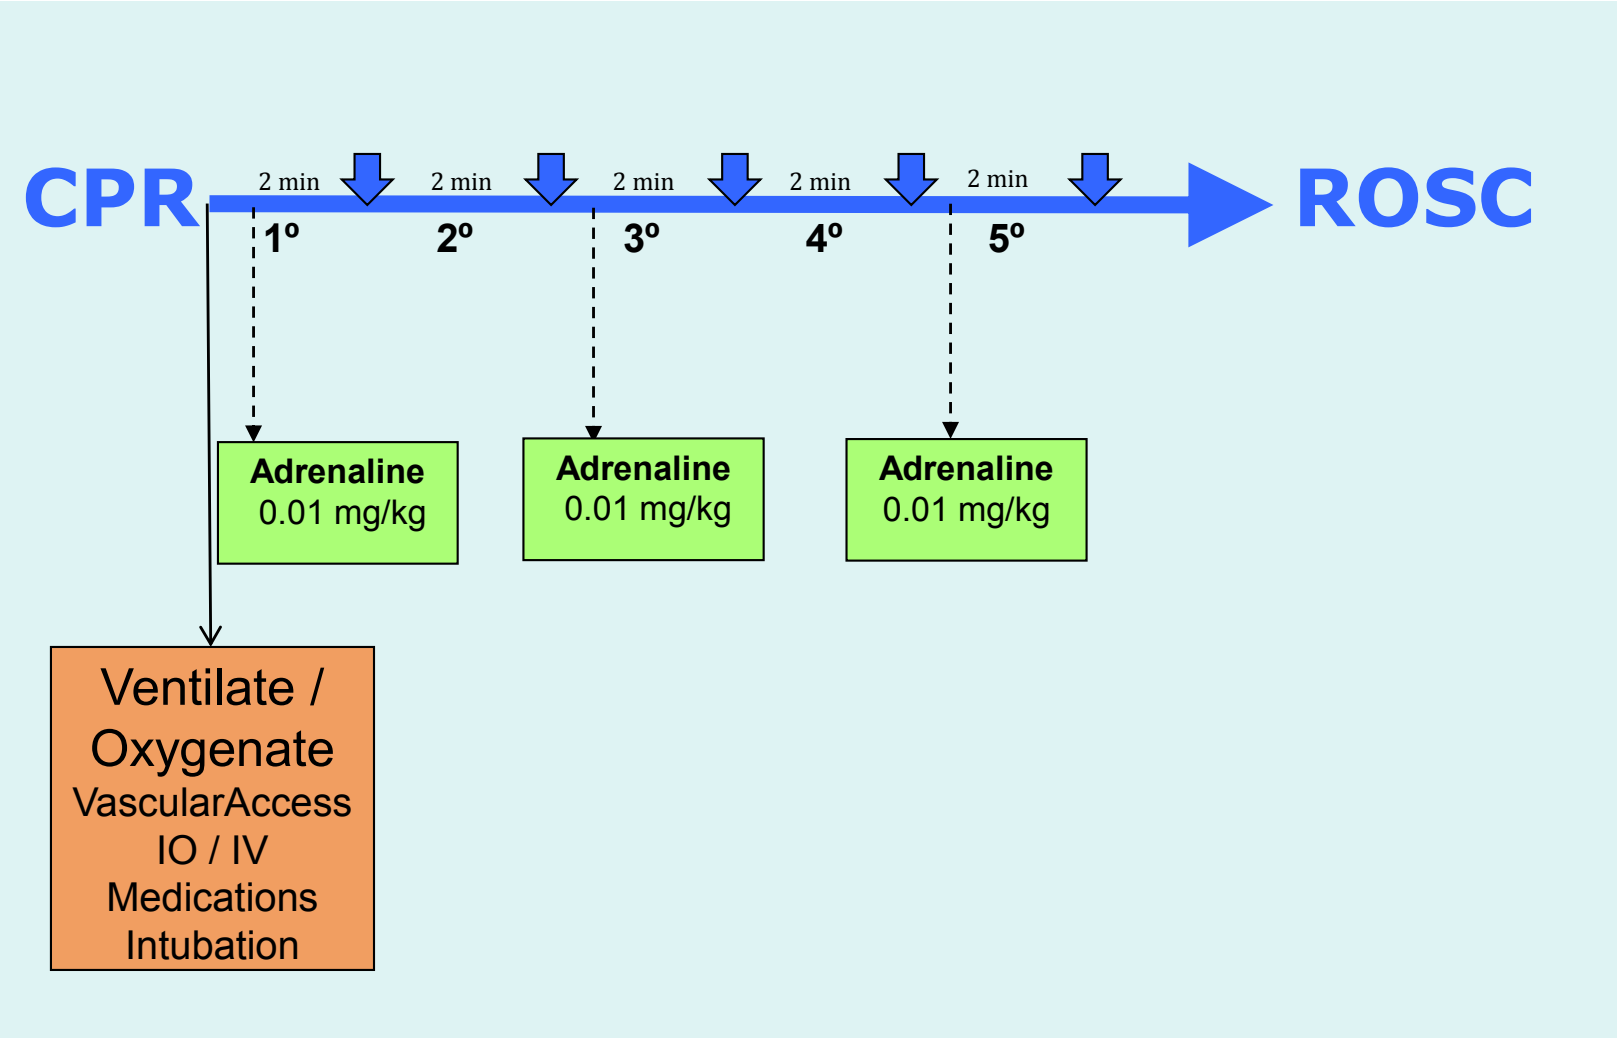 CPR
2 min
2 min
2 min
2 min
2 min
ROSC
1º
2º
3º
4º
5º
Adrenaline
0.01 mg/kg
Adrenaline
0.01 mg/kg
Adrenaline
0.01 mg/kg
Ventilate /
Oxygenate
VascularAccess
IO / IV
Medications
Intubation